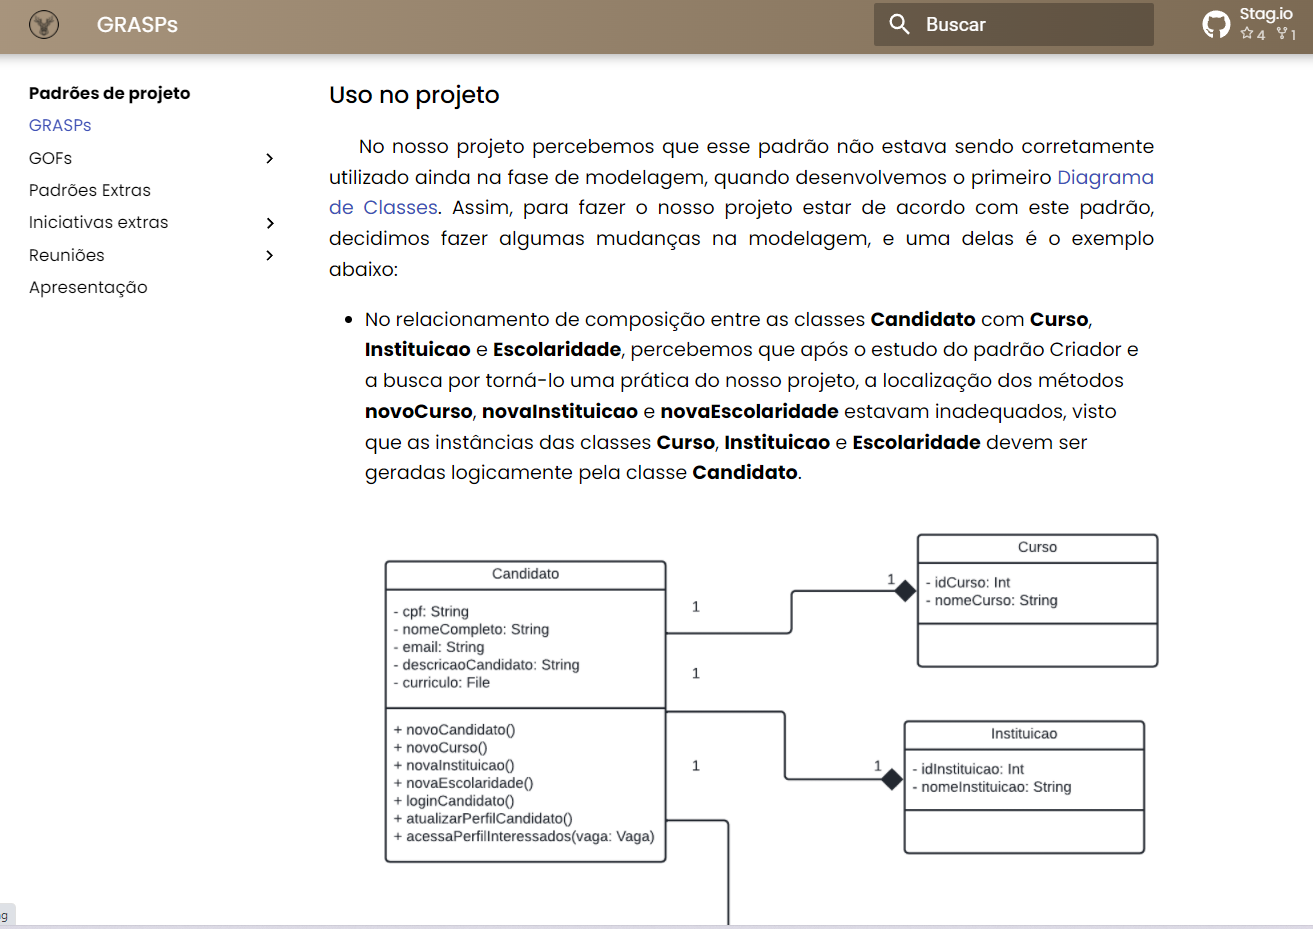 GRASPs
Buscar
Stag.io
4 1
Padrões de projeto
GRASPs
GOFs
Padrões Extras
Iniciativas extras
Reuniões
Apresentação
Uso no projeto
No nosso projeto percebemos que esse padrão não estava sendo corretamente
utilizado ainda na fase de modelagem, quando desenvolvemos o primeiro Diagrama
de Classes. Assim, para fazer o nosso projeto estar de acordo com este padrão,
decidimos fazer algumas mudanças na modelagem, e uma delas é o exemplo
abaixo:
No relacionamento de composição entre as classes Candidato com Curso,
Instituicao e Escolaridade, percebemos que após o estudo do padrão Criador e
a busca por torná-lo uma prática do nosso projeto, a localização dos métodos
novoCurso, novaInstituicao e novaEscolaridade estavam inadequados, visto
que as instâncias das classes Curso, Instituicao e Escolaridade devem ser
geradas logicamente pela classe Candidato.
Candidato
- cpf: String
- nomeCompleto: String
- email: String
- descricaoCandidato: String
- curriculo: File
+ novoCandidato()
+ novoCurso()
+ novaInstituicao()
+ novaEscolaridade()
+ loginCandidato()
+ atualizarPerfilCandidato()
+ acessaPerfilInteressados(vaga: Vaga)
1
1
1
1
Curso
- idCurso: Int
- nomeCurso: String
1
Instituicao
- idInstituicao: Int
- nomeInstituicao: String